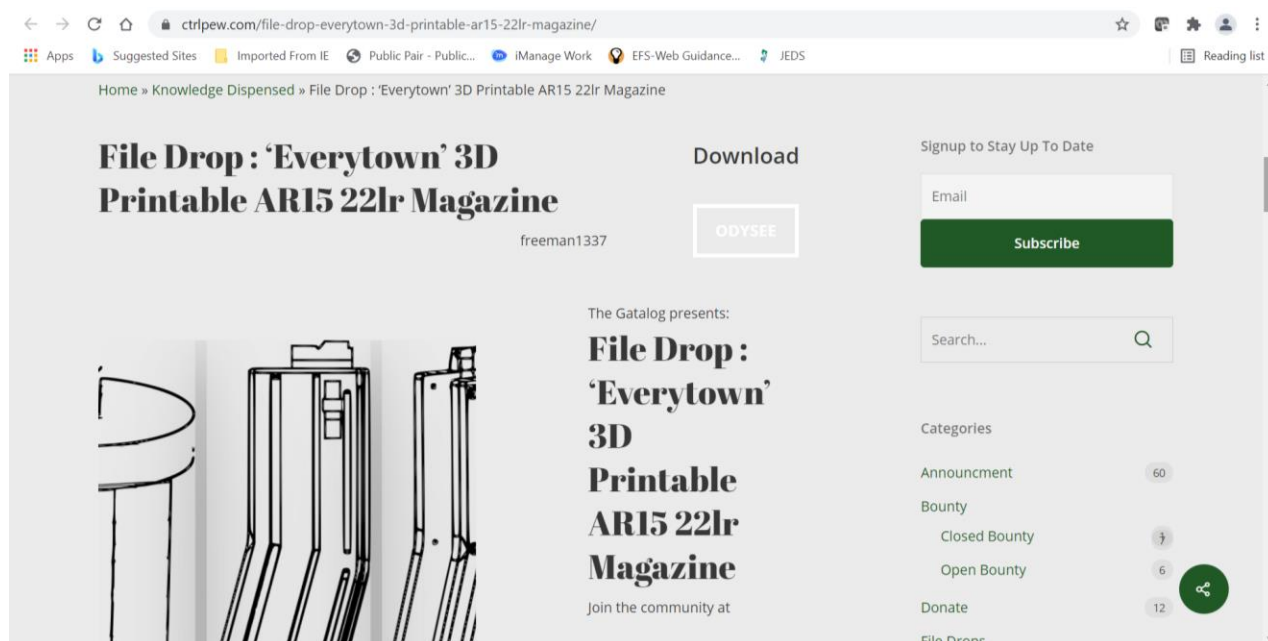 ctrlpew.com/file-drop-everytown-3d-printable-ar15-22lr-magazine/
Apps Suggested Sites Imported From IE Public Pair - Public... iManage Work EFS-Web Guidance... JEDS Reading list
Home » Knowledge Dispensed » File Drop : ‘Everytown’ 3D Printable AR15 22lr Magazine
File Drop : ‘Everytown’ 3D
Printable AR15 22lr Magazine
freeman1337
Download
ODYSEE
The Gatalog presents:
File Drop :
‘Everytown’
3D
Printable
AR15 22lr
Magazine
Join the community at
Signup to Stay Up To Date
Email
Subscribe
Search...
Categories
Announcment 60
Bounty
Closed Bounty
Open Bounty 6
Donate 12
File Drops